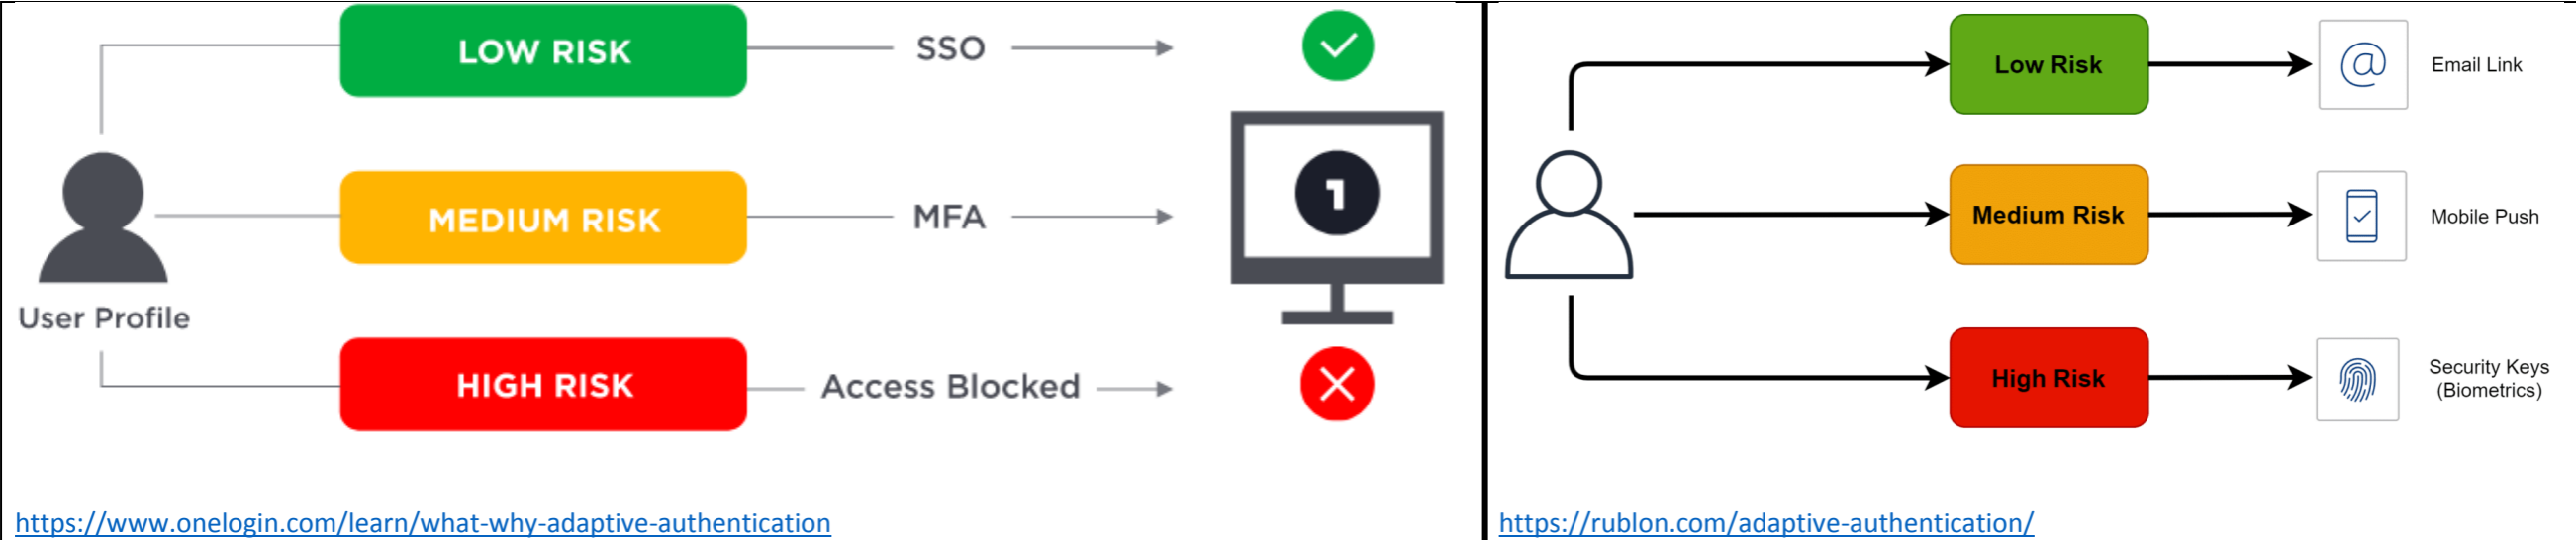 LOW RISK
SSO
MEDIUM RISK
MFA
1
User Profile
HIGH RISK
Access Blocked
https://www.onelogin.com/learn/what-why-adaptive-authentication
Low Risk
@
Email Link
Medium Risk
Mobile Push
High Risk
Security Keys
(Biometrics)
https://rublon.com/adaptive-authentication/